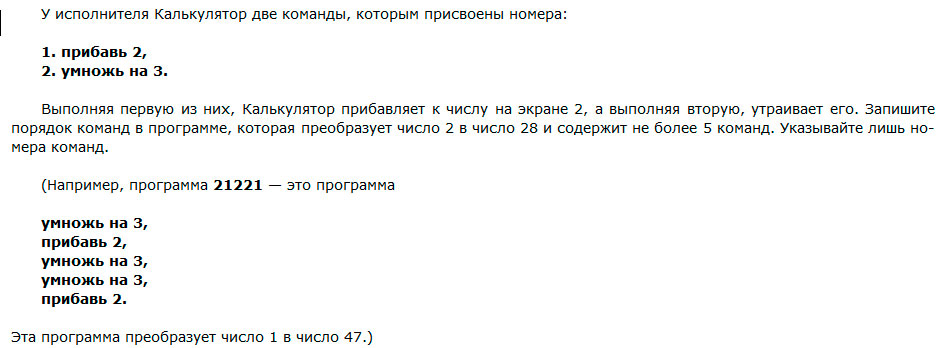 У исполнителя Калькулятор две команды, которым присвоены номера:
1. прибавь 2,
2. умножь на 3.
Выполняя первую из них, Калькулятор прибавляет к числу на экране 2, а выполняя вторую, утраивает его. Запишите
порядок команд в программе, которая преобразует число 2 в число 28 и содержит не более 5 команд. Указывайте лишь но-
мера команд.
(Например, программа 21221 — это программа
умножь на 3,
прибавь 2,
умножь на 3,
умножь на 3,
прибавь 2.
Эта программа преобразует число 1 в число 47.)